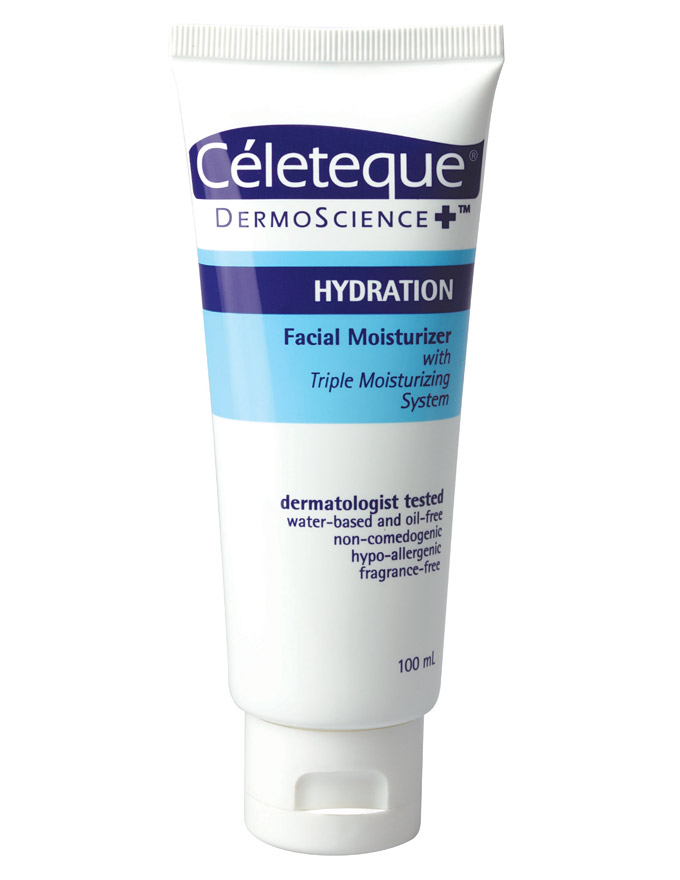 Céleteque®
DERMOSCIENCE+™
HYDRATION
Facial Moisturizer
with
Triple Moisturizing
System
dermatologist tested
water-based and oil-free
non-comedogenic
hypo-allergenic
fragrance-free
100 mL